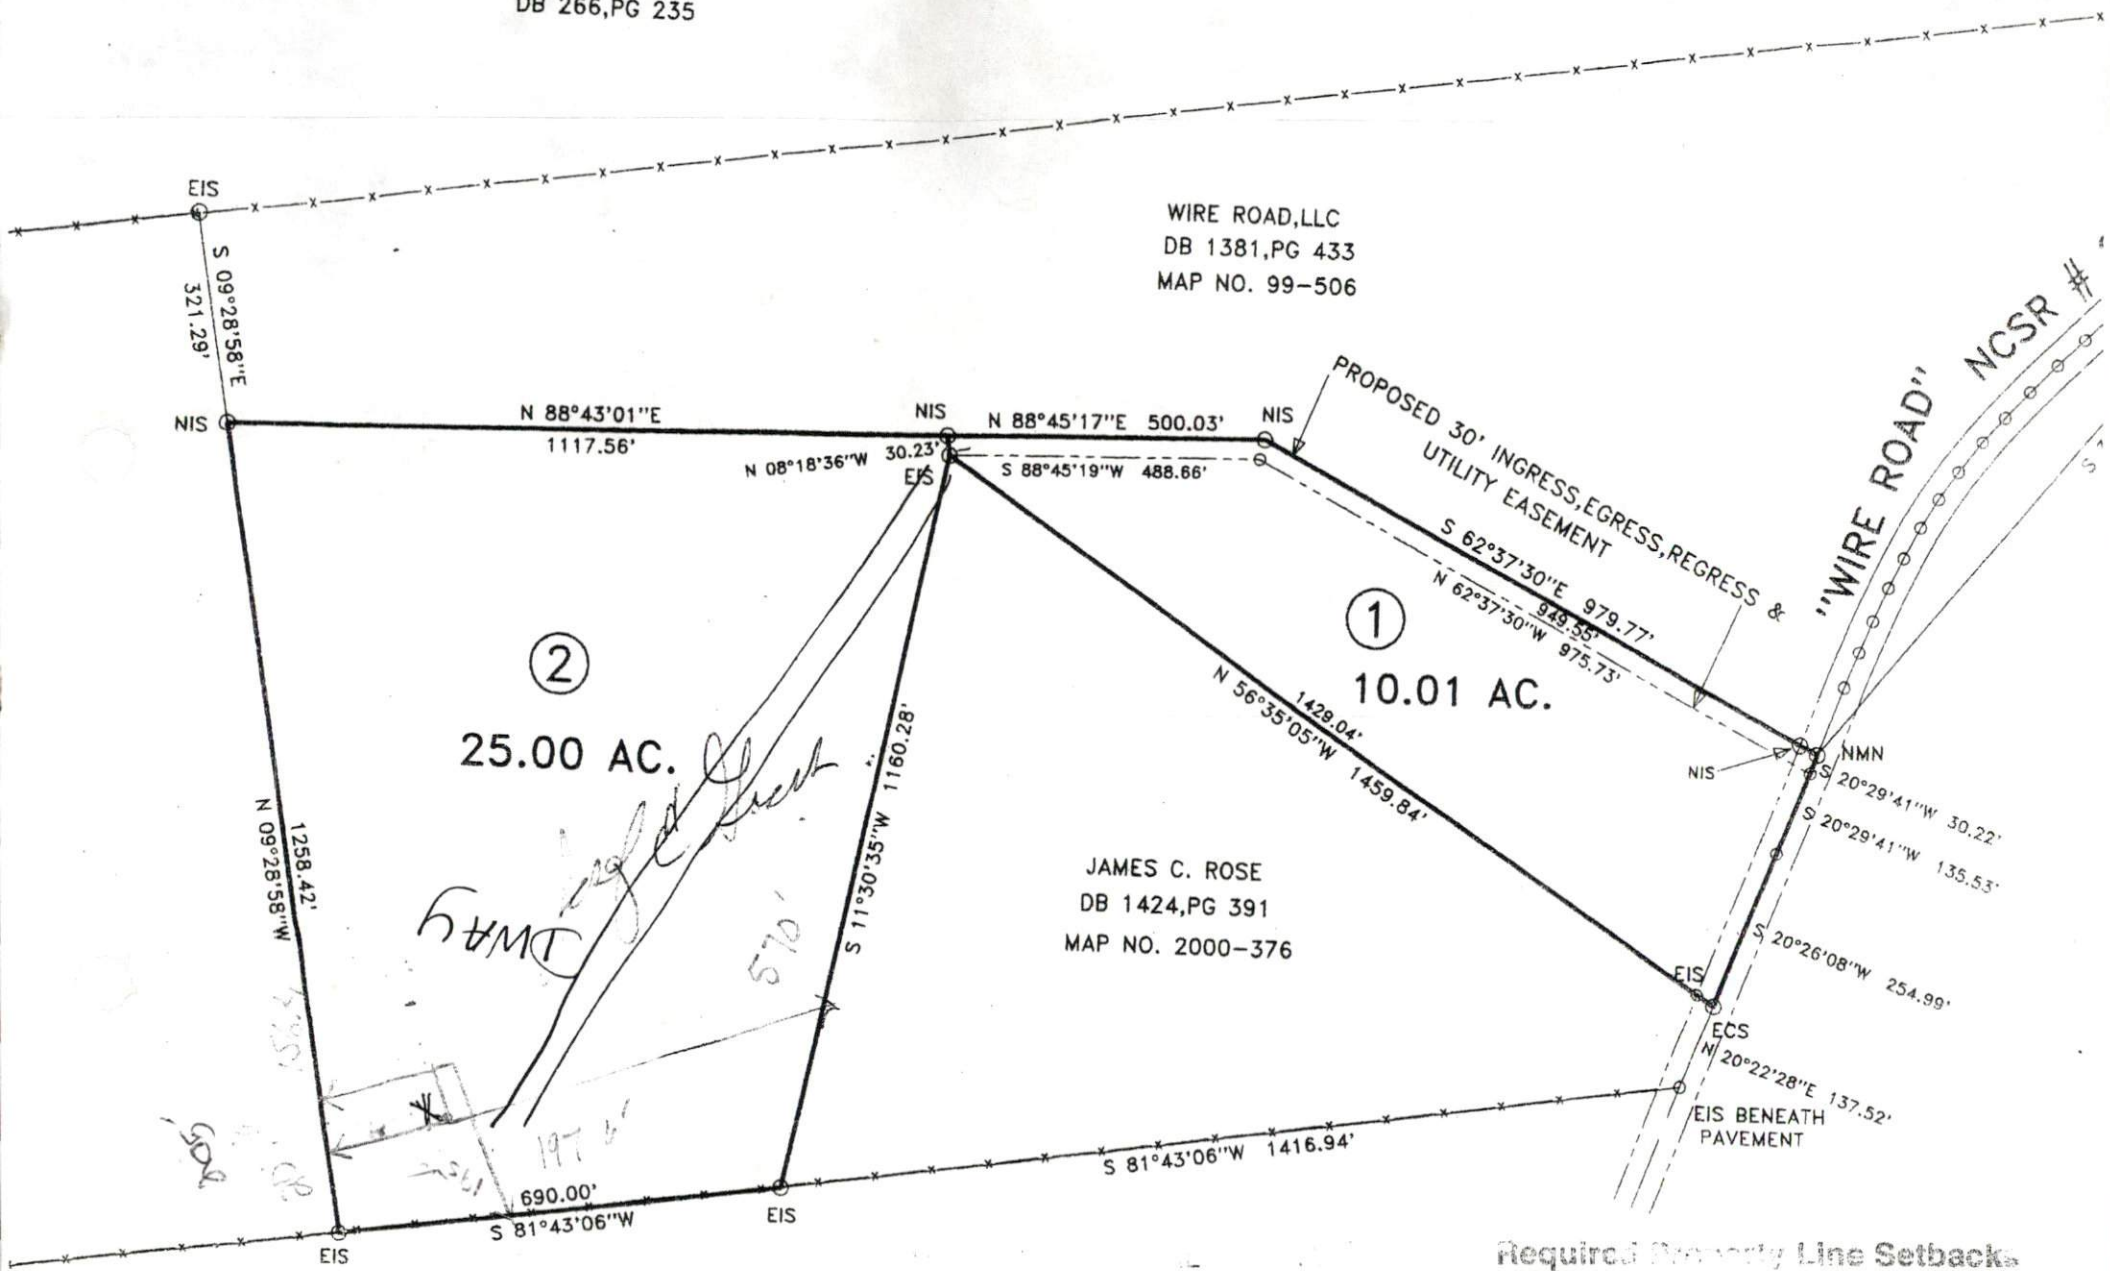 DB 266,PG 235
EIS
S 09°28'58"E
321.29'
WIRE ROAD,LLC
DB 1381,PG 433
MAP NO. 99-506
"WIRE ROAD" NCSR #
NIS
N 88°43'01"E
1117.56'
NIS
N 88°45'17"E 500.03'
NIS
N 08°18'36"W 30.23'
EIS
S 88°45'19"W 488.66'
PROPOSED 30' INGRESS,EGRESS,REGRESS &
UTILITY EASEMENT
S 62°37'30"E 979.77'
949.55'
N 62°37'30"W 975.73'
1
10.01 AC.
2
25.00 AC.
N 56°35'05"W 1459.84'
1429.04'
NMN
NIS
S 20°29'41"W 30.22'
S 20°29'41"W 135.53'
S 20°26'08"W 254.99'
S 11°30'35"W 1160.28'
1258.42'
N 09°28'58"W
DWAY
570'
JAMES C. ROSE
DB 1424,PG 391
MAP NO. 2000-376
EIS
ECS
N 20°22'28"E 137.52'
EIS BENEATH
PAVEMENT
S 81°43'06"W 1416.94'
690.00'
S 81°43'06"W
EIS
EIS
Required Property Line Setbacks